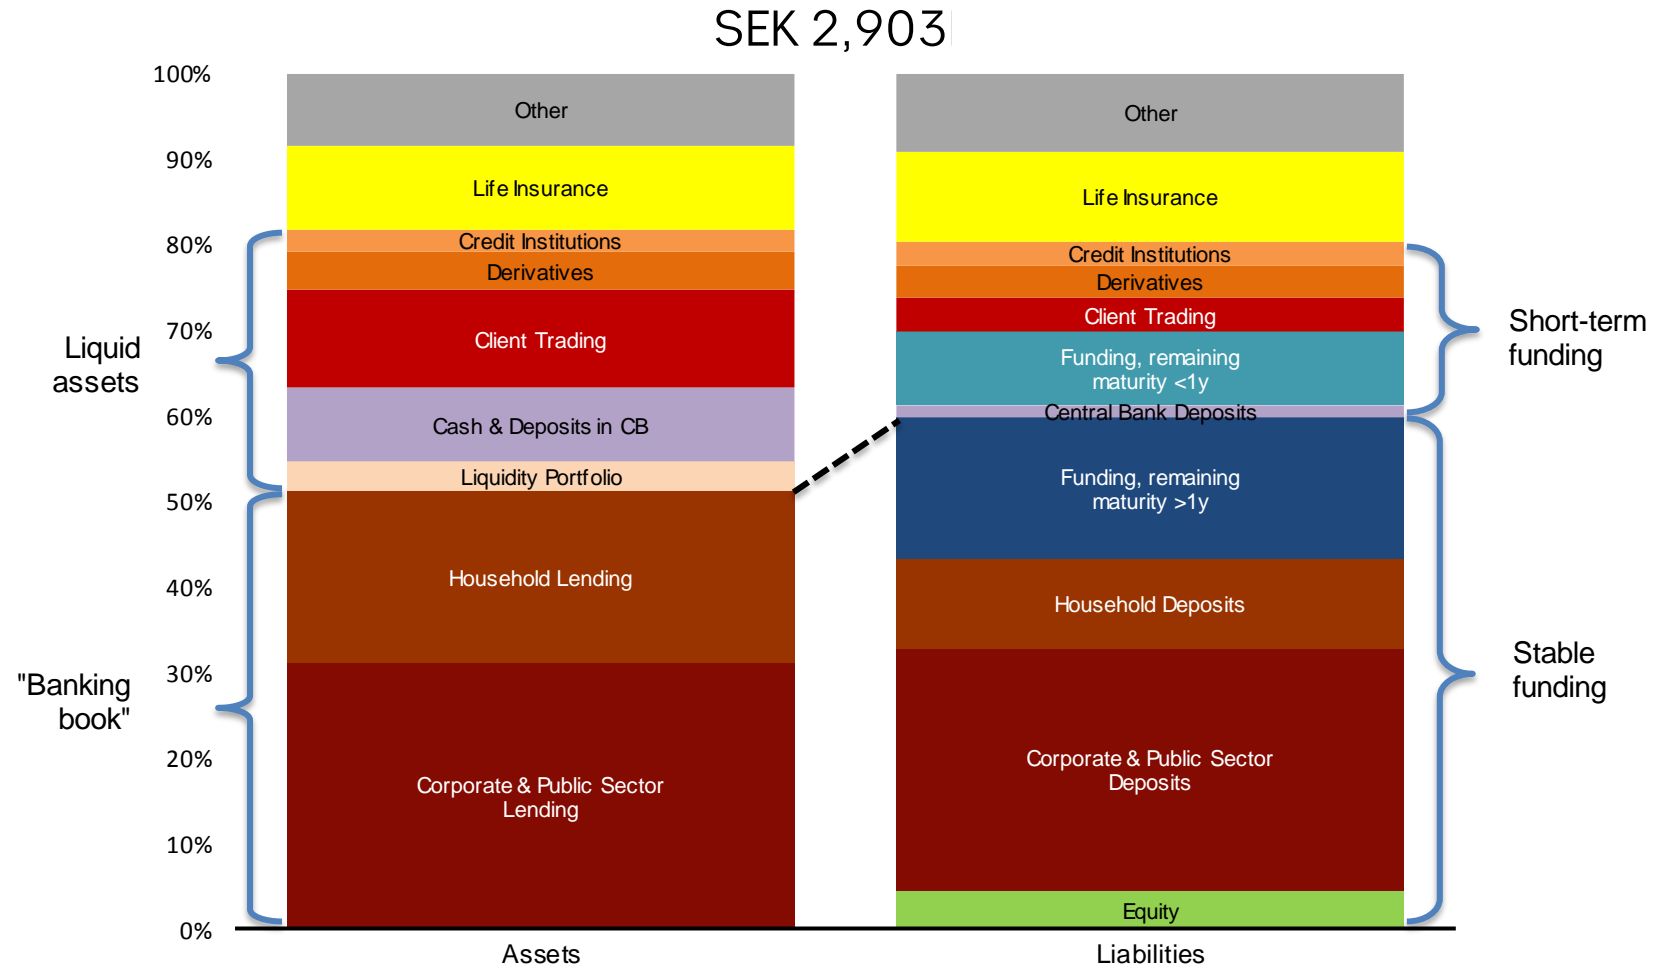 SEK 2,903
100%
90%
80%
70%
60%
50%
40%
30%
20%
10%
0%
Liquid
assets
"Banking
book"
Other
Life Insurance
Credit Institutions
Derivatives
Client Trading
Cash & Deposits in CB
Liquidity Portfolio
Household Lending
Corporate & Public Sector
Lending
Assets
Other
Life Insurance
Credit Institutions
Derivatives
Client Trading
Funding, remaining
maturity <1y
Central Bank Deposits
Funding, remaining
maturity >1y
Household Deposits
Corporate & Public Sector
Deposits
Equity
Liabilities
Short-term
funding
Stable
funding